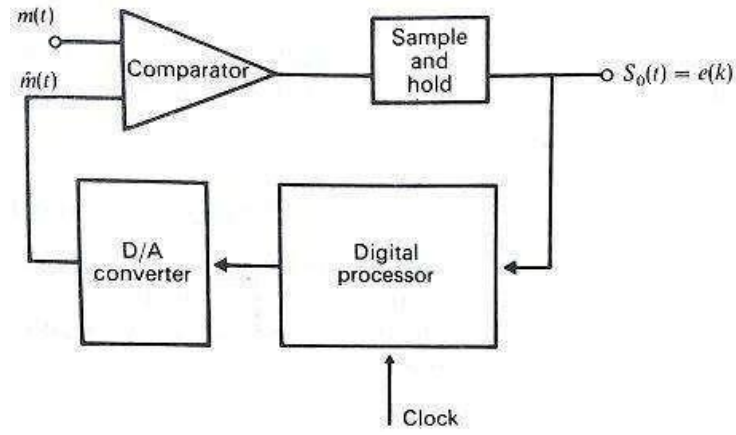 m(t)
m̂(t)
Comparator
Sample
and
hold
S₀(t) = e(k)
D/A
converter
Digital
processor
Clock